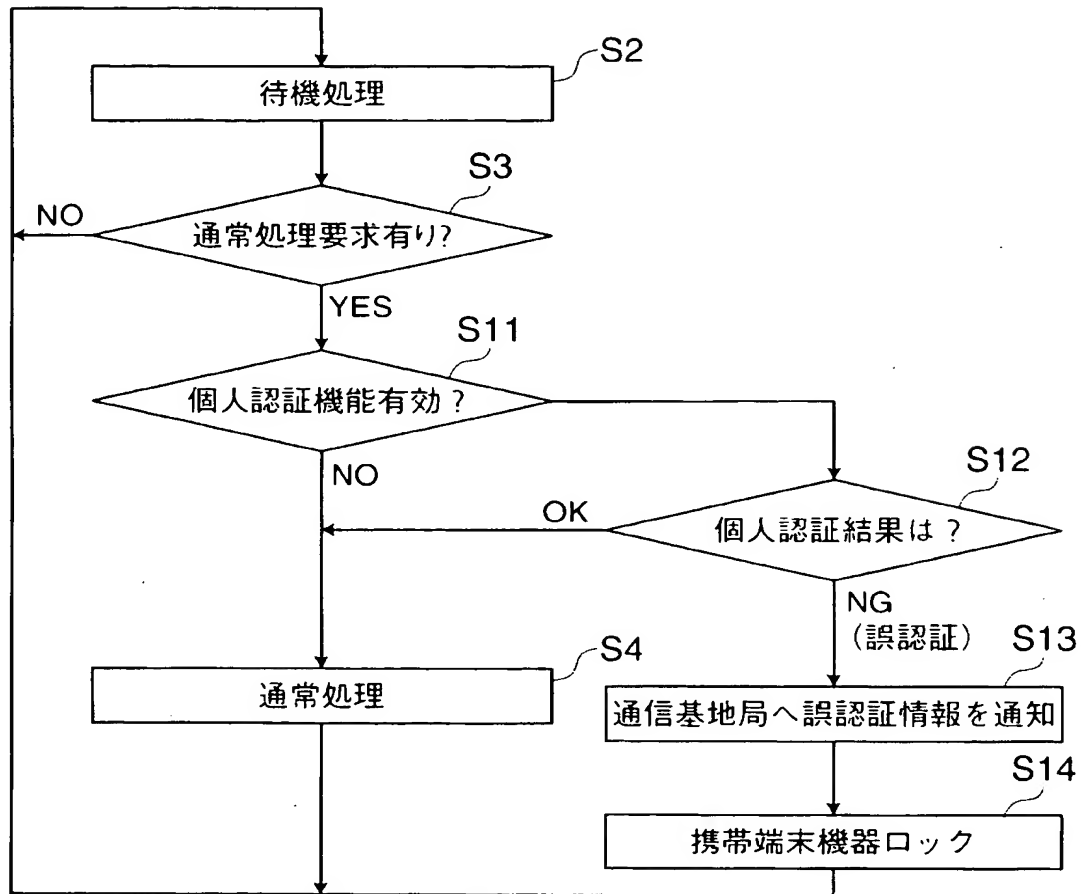 S2
待機処理
S3
NO
通常処理要求有り?
YES
S11
個人認証機能有効?
NO
S12
OK
個人認証結果は?
NG
(誤認証)
S4
通常処理
S13
通信基地局へ誤認証情報を通知
S14
携帯端末機器ロック